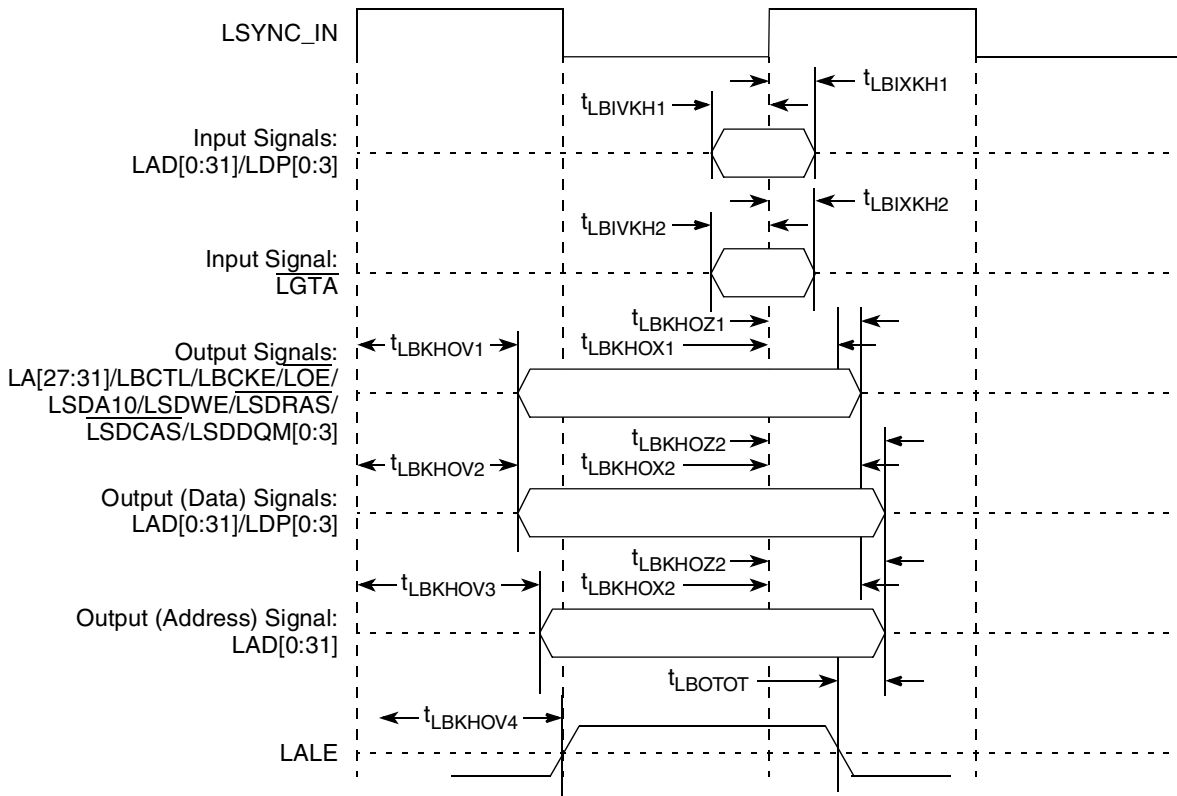 LSYNC_IN
tLBIXKH1
tLBIVKH1
Input Signals:
LAD[0:31]/LDP[0:3]
tLBIXKH2
tLBIVKH2
Input Signal:
LGTA
tLBKHOZ1
tLBKHOV1
tLBKHOX1
Output Signals:
LA[27:31]/LBCTL/LBCKE/LOE/
LSDA10/LSDWE/LSDRAS/
LSDCAS/LSDDQM[0:3]
tLBKHOZ2
tLBKHOV2
tLBKHOX2
Output (Data) Signals:
LAD[0:31]/LDP[0:3]
tLBKHOZ2
tLBKHOV3
tLBKHOX2
Output (Address) Signal:
LAD[0:31]
tLBOTOT
tLBKHOV4
LALE